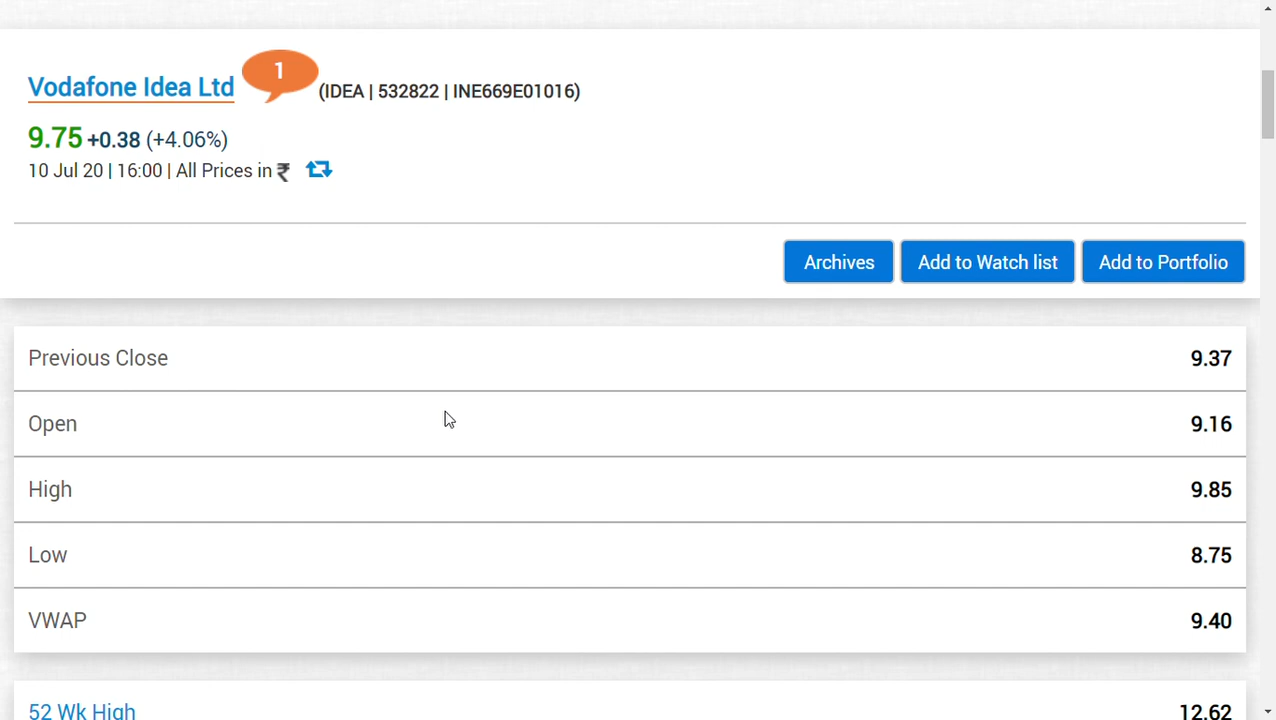 Vodafone Idea Ltd 1 (IDEA | 532822 | INE669E01016)
9.75 +0.38 (+4.06%)
10 Jul 20 | 16:00 | All Prices in ₹
Archives Add to Watch list Add to Portfolio
Previous Close 9.37
Open 9.16
High 9.85
Low 8.75
VWAP 9.40
52 Wk High 12.62